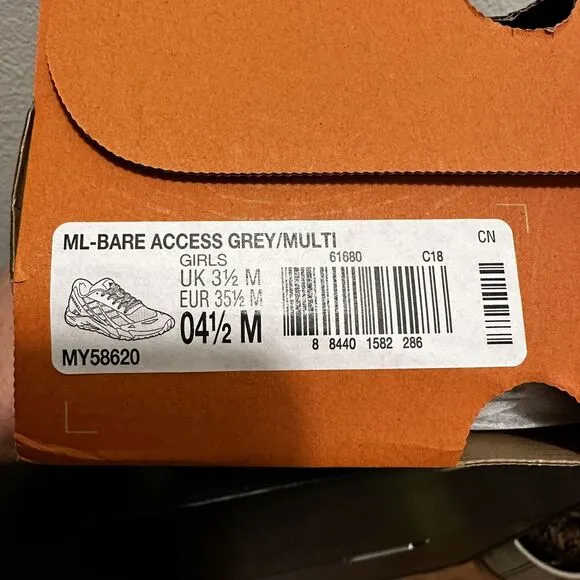 ML-BARE ACCESS GREY/MULTI
CN
GIRLS
61680
C18
UK 3½ M
EUR 35½ M
04½ M
MY58620
8 8440 1582 286